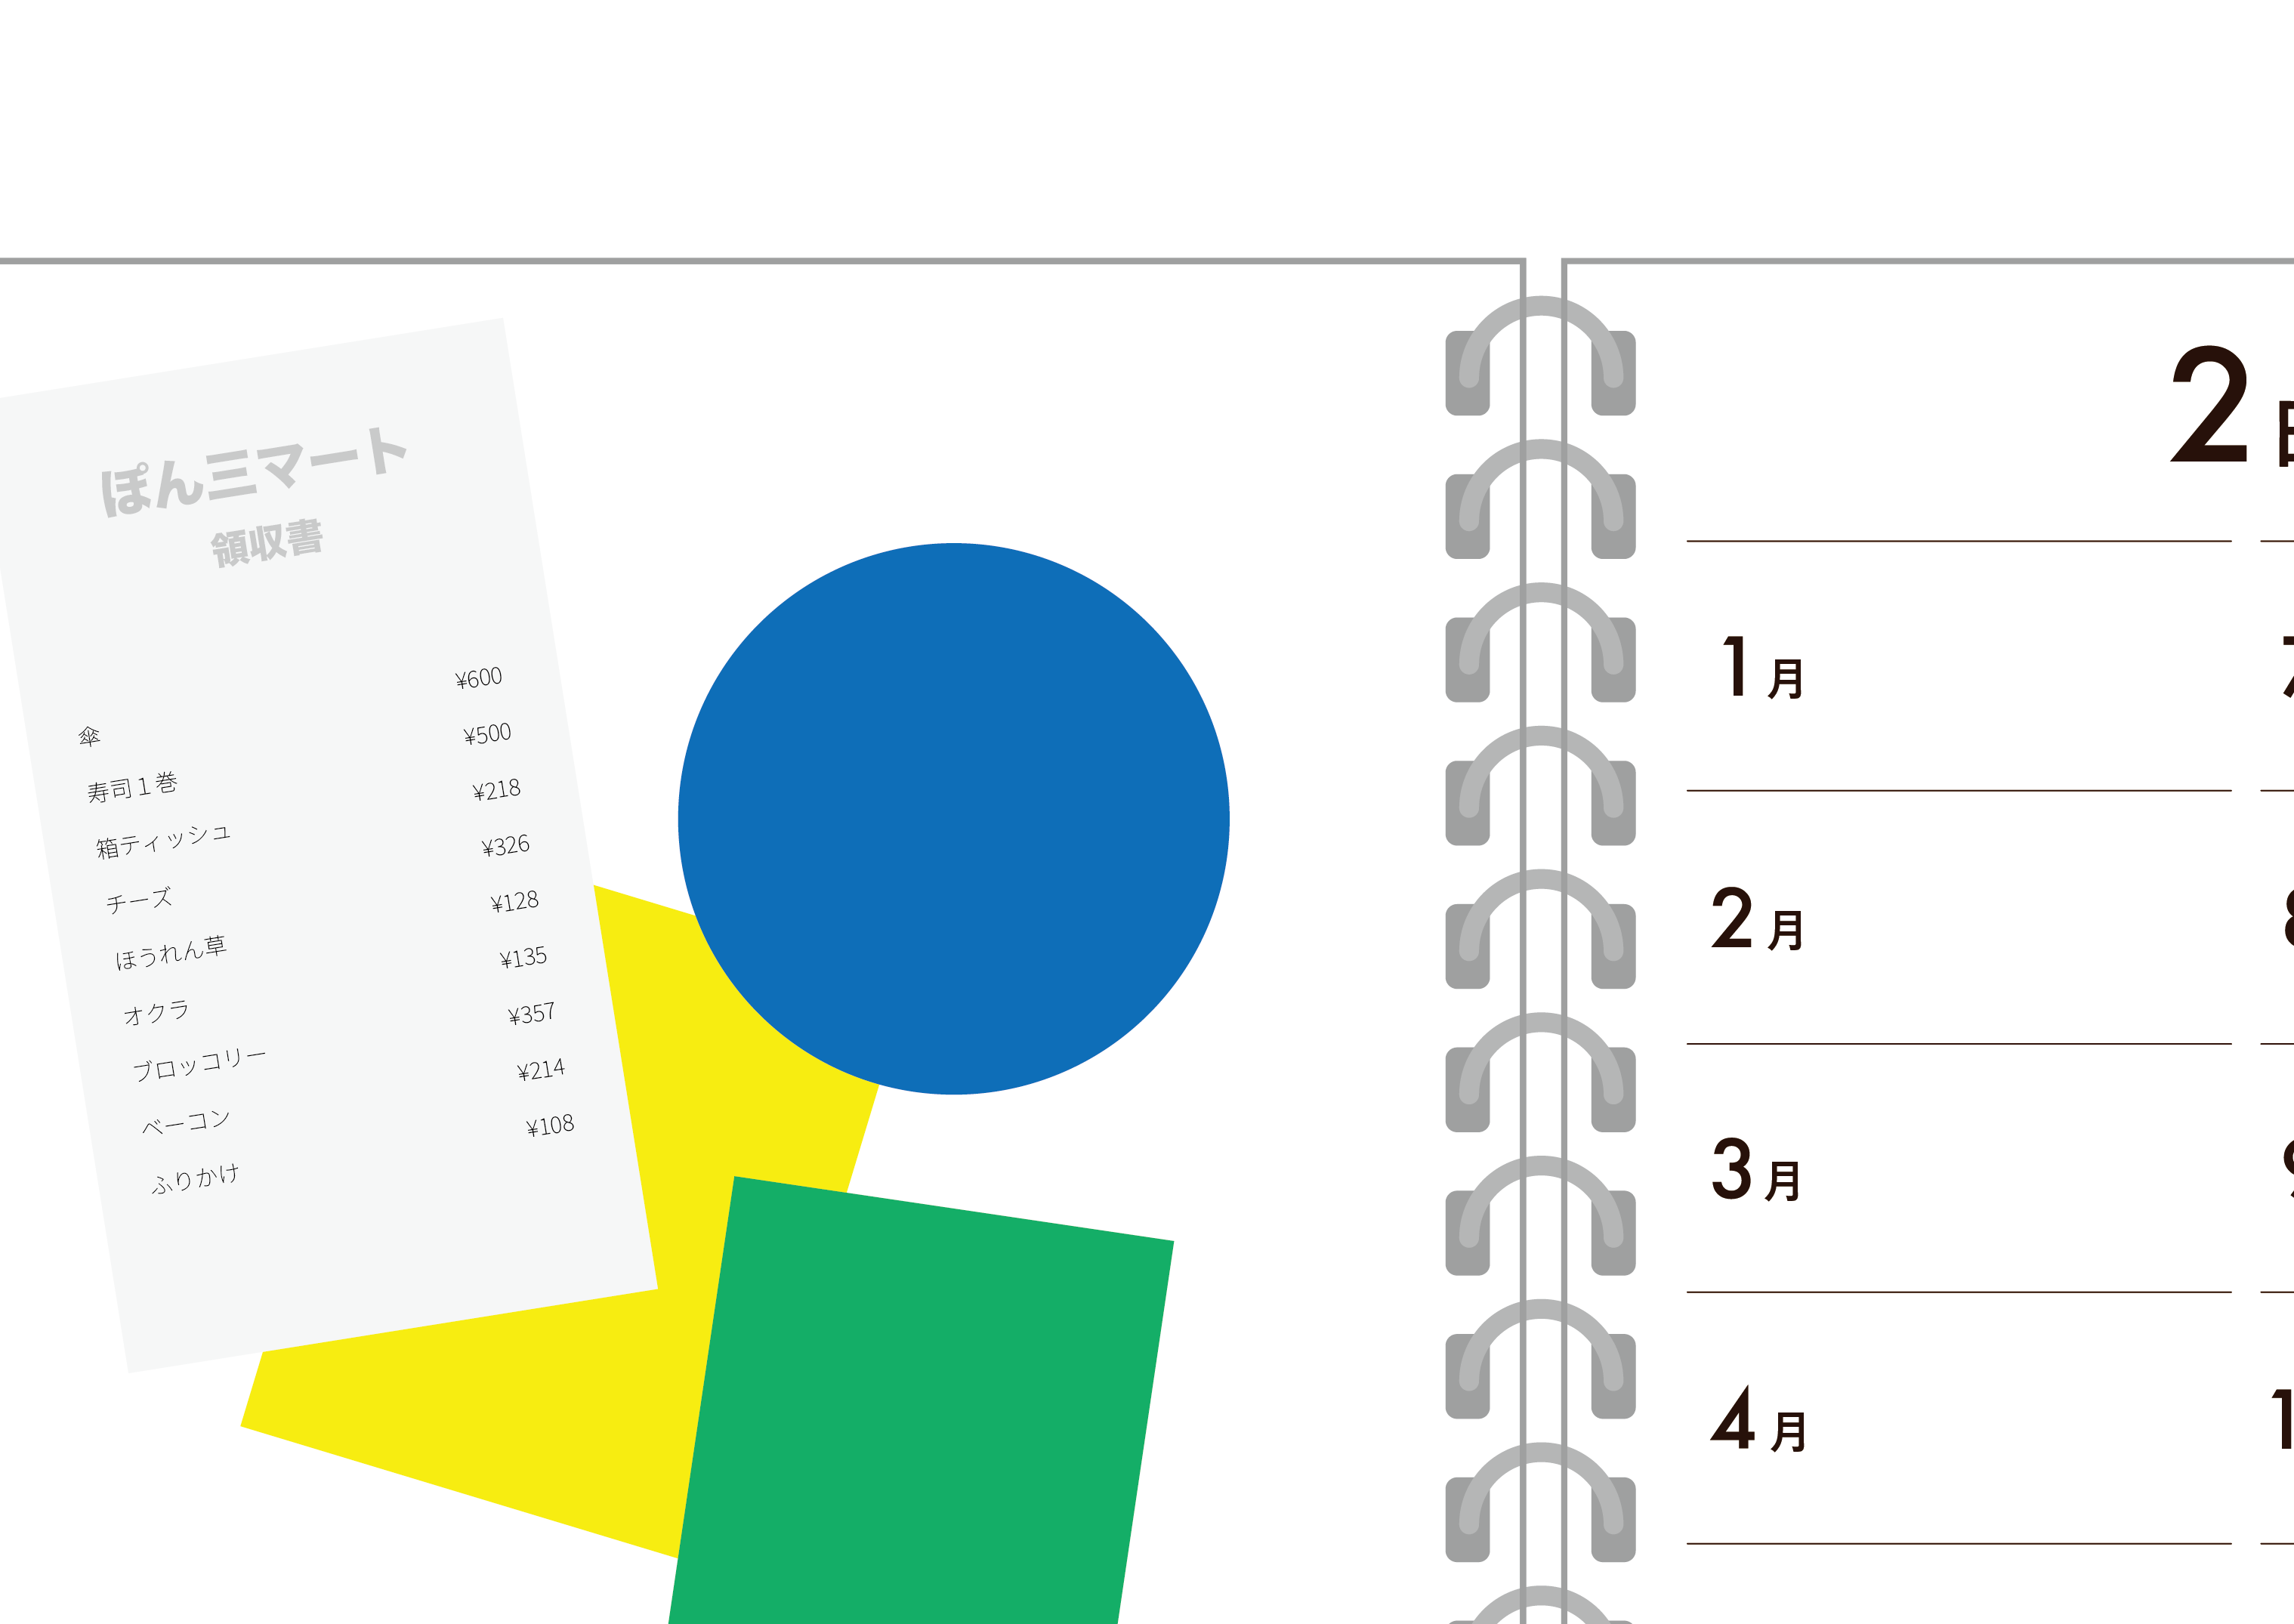 ぽん三マート
領収書
傘 ¥600
寿司1巻 ¥500
箱ティッシュ ¥218
チーズ ¥326
ほうれん草 ¥128
オクラ ¥135
ブロッコリー ¥357
ベーコン ¥214
ふりかけ ¥108
2
1月
2月
3月
4月